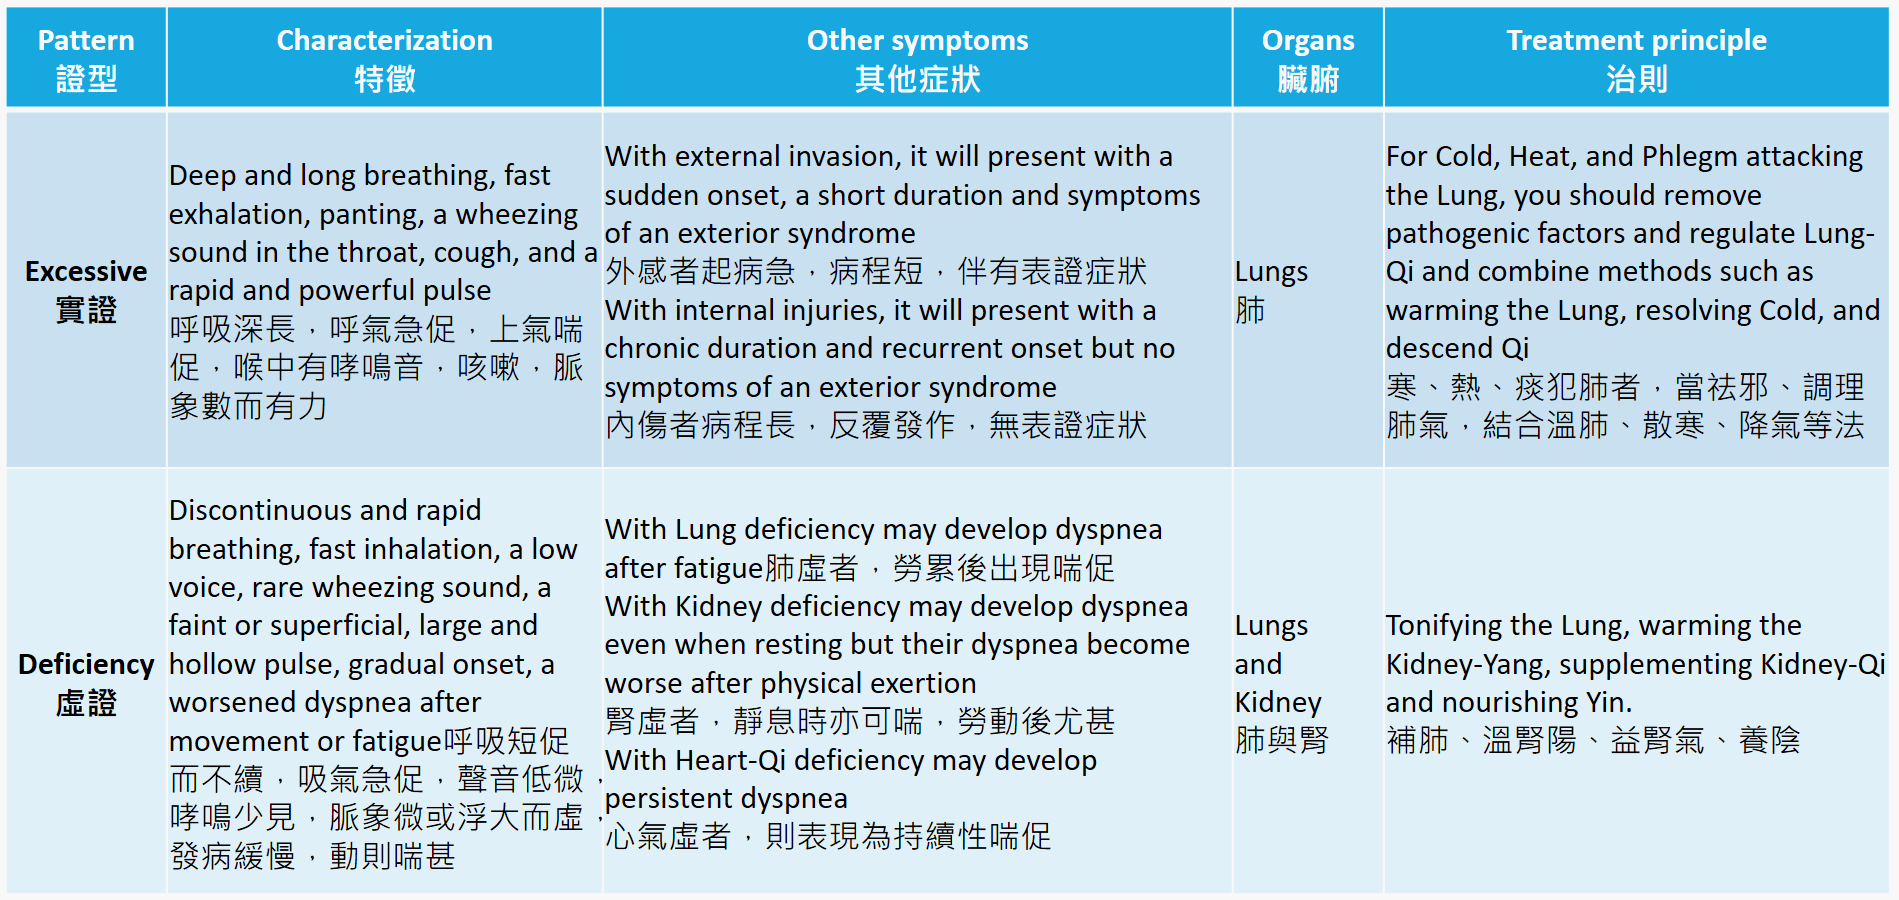 Pattern
證型
Characterization
特徵
Other symptoms
其他症狀
Organs
臟腑
Treatment principle
治則
Excessive
實證
Deep and long breathing, fast
exhalation, panting, a wheezing
sound in the throat, cough, and a
rapid and powerful pulse
呼吸深長，呼氣急促，上氣喘
促，喉中有哮鳴音，咳嗽，脈
象數而有力
With external invasion, it will present with a
sudden onset, a short duration and symptoms
of an exterior syndrome
外感者起病急，病程短，伴有表證症狀
With internal injuries, it will present with a
chronic duration and recurrent onset but no
symptoms of an exterior syndrome
內傷者病程長，反覆發作，無表證症狀
Lungs
肺
For Cold, Heat, and Phlegm attacking
the Lung, you should remove
pathogenic factors and regulate Lung-
Qi and combine methods such as
warming the Lung, resolving Cold, and
descend Qi
寒、熱、痰犯肺者，當祛邪、調理
肺氣，結合溫肺、散寒、降氣等法
Deficiency
虛證
Discontinuous and rapid
breathing, fast inhalation, a low
voice, rare wheezing sound, a
faint or superficial, large and
hollow pulse, gradual onset, a
worsened dyspnea after
movement or fatigue呼吸短促
而不續，吸氣急促，聲音低微，
哮鳴少見，脈象微或浮大而虛，
發病緩慢，動則喘甚
With Lung deficiency may develop dyspnea
after fatigue肺虛者，勞累後出現喘促
With Kidney deficiency may develop dyspnea
even when resting but their dyspnea become
worse after physical exertion
腎虛者，靜息時亦可喘，勞動後尤甚
With Heart-Qi deficiency may develop
persistent dyspnea
心氣虛者，則表現為持續性喘促
Lungs
and
Kidney
肺與腎
Tonifying the Lung, warming the
Kidney-Yang, supplementing Kidney-Qi
and nourishing Yin.
補肺、溫腎陽、益腎氣、養陰